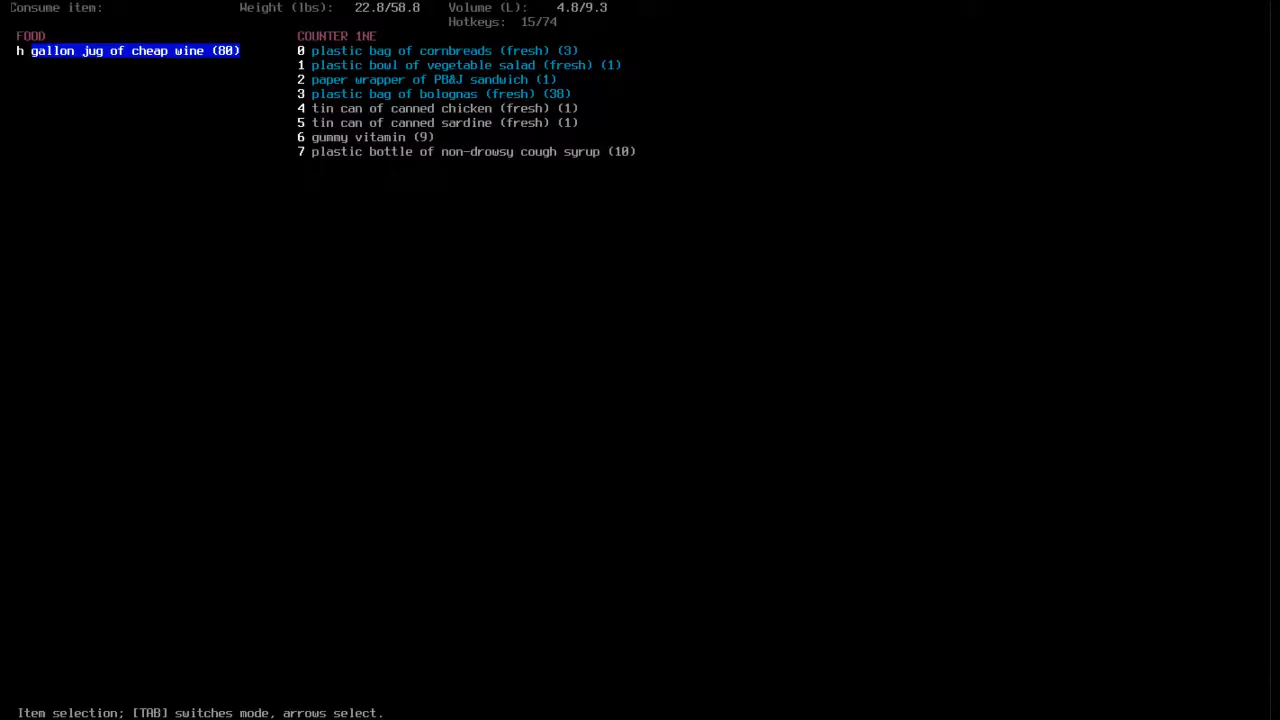 Consume item: Weight (lbs): 22.8/58.8 Volume (L): 4.8/9.3
Hotkeys: 15/74
FOOD COUNTER 1NE
h gallon jug of cheap wine (80) 0 plastic bag of cornbreads (fresh) (3)
1 plastic bowl of vegetable salad (fresh) (1)
2 paper wrapper of PB&J sandwich (1)
3 plastic bag of bolognas (fresh) (38)
4 tin can of canned chicken (fresh) (1)
5 tin can of canned sardine (fresh) (1)
6 gummy vitamin (9)
7 plastic bottle of non-drowsy cough syrup (10)
Item selection; [TAB] switches mode, arrows select.